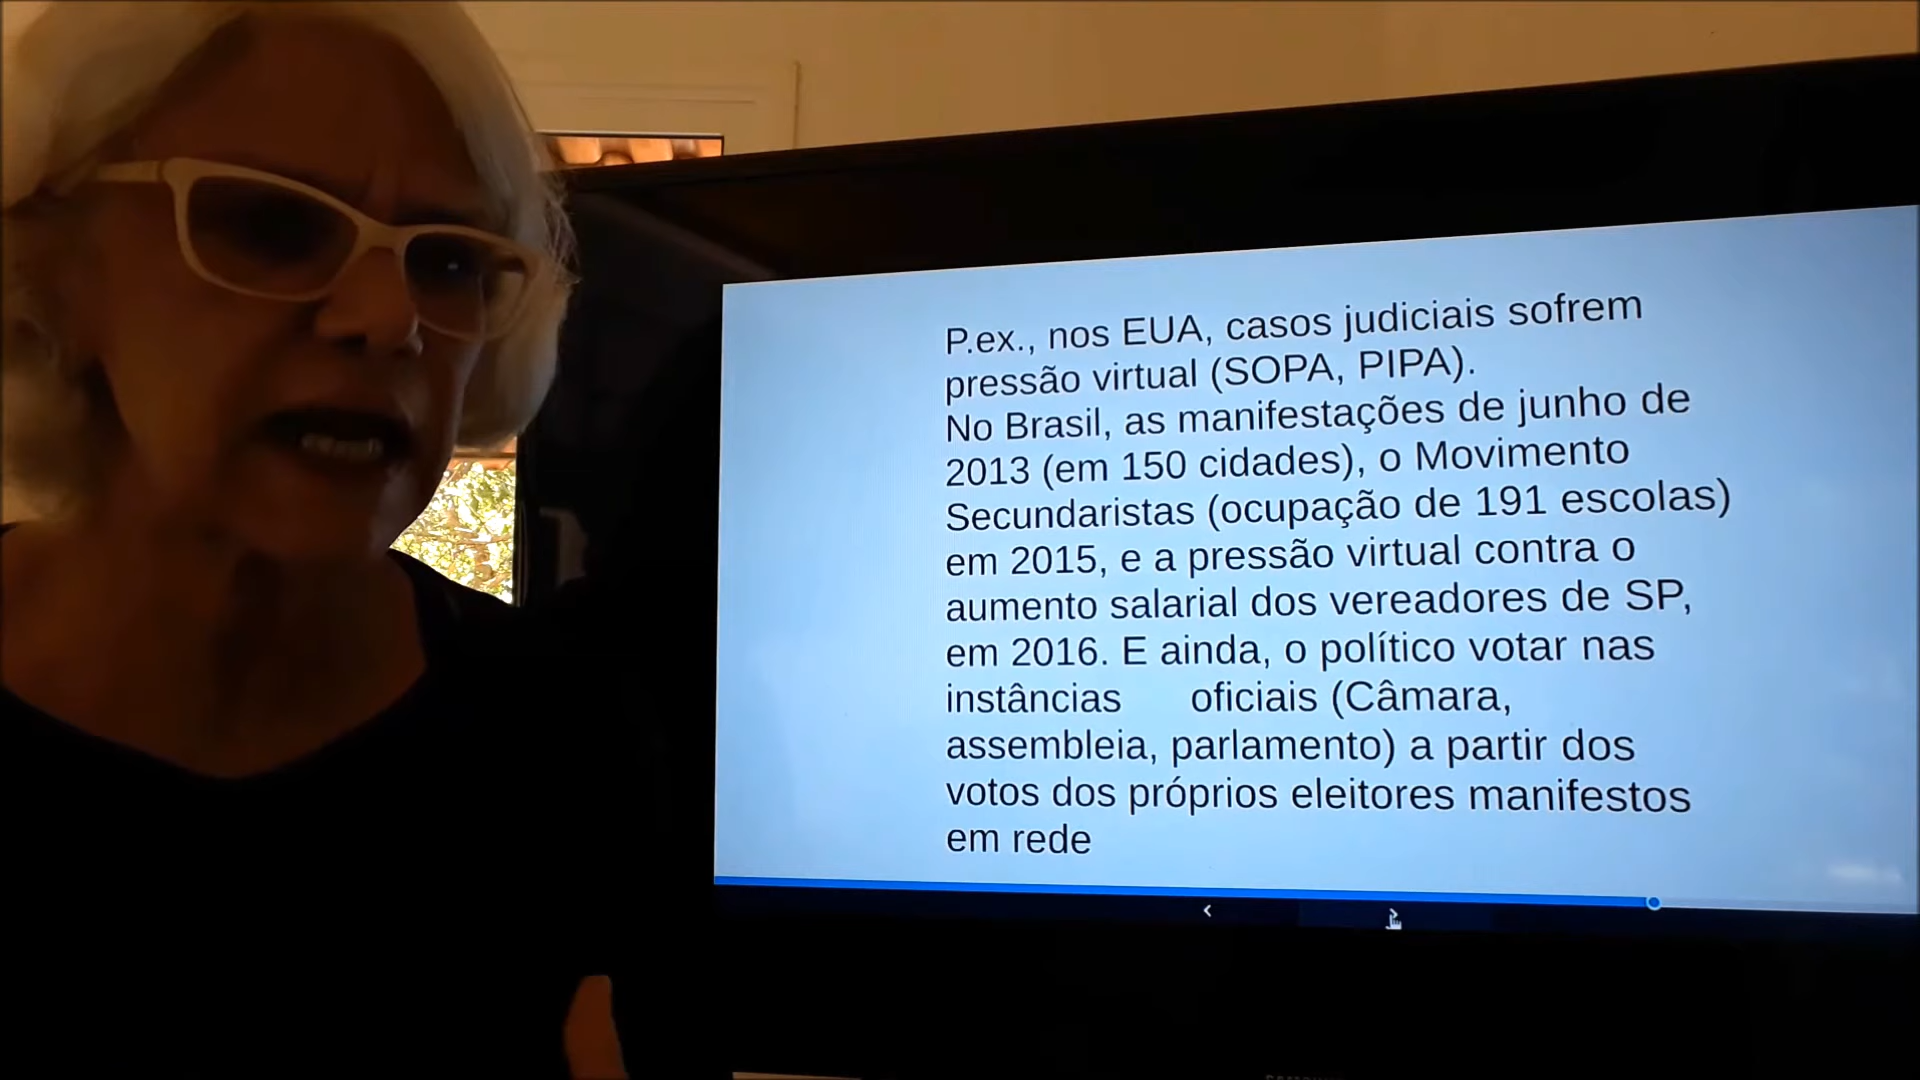 P.ex., nos EUA, casos judiciais sofrem
pressão virtual (SOPA, PIPA).
No Brasil, as manifestações de junho de
2013 (em 150 cidades), o Movimento
Secundaristas (ocupação de 191 escolas)
em 2015, e a pressão virtual contra o
aumento salarial dos vereadores de SP,
em 2016. E ainda, o político votar nas
instâncias oficiais (Câmara,
assembleia, parlamento) a partir dos
votos dos próprios eleitores manifestos
em rede